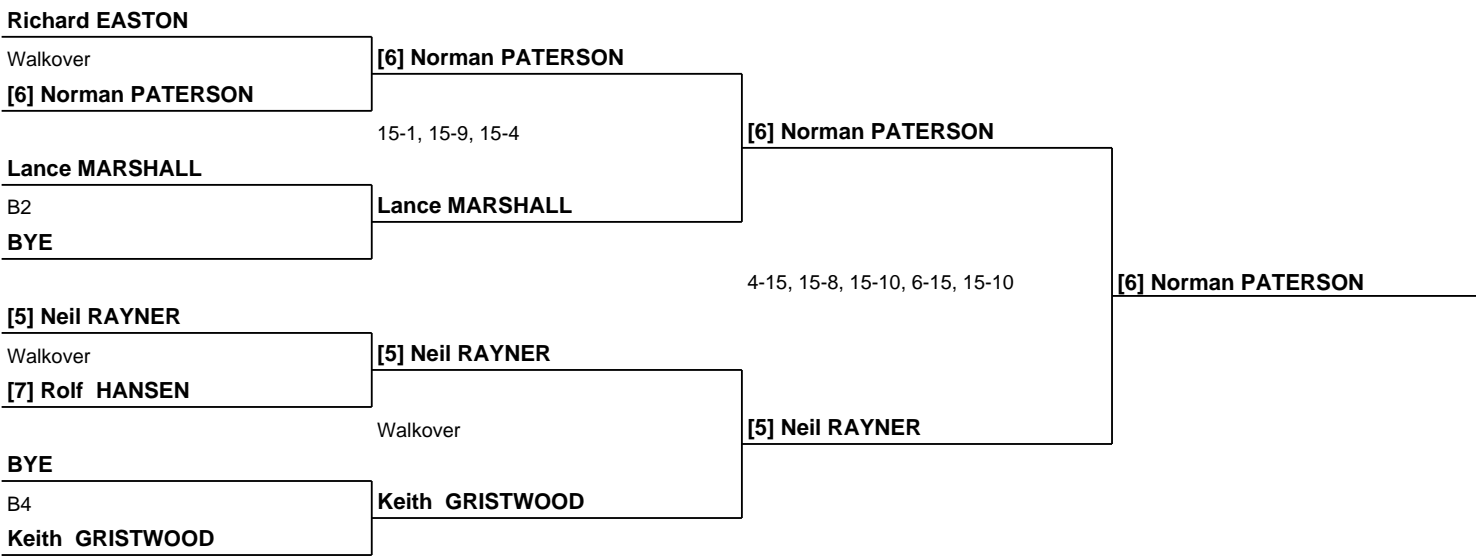 Richard EASTON
Walkover
[6] Norman PATERSON
[6] Norman PATERSON
15-1, 15-9, 15-4
[6] Norman PATERSON
Lance MARSHALL
B2
Lance MARSHALL
BYE
4-15, 15-8, 15-10, 6-15, 15-10
[6] Norman PATERSON
[5] Neil RAYNER
Walkover
[5] Neil RAYNER
[7] Rolf  HANSEN
Walkover
[5] Neil RAYNER
BYE
B4
Keith  GRISTWOOD
Keith  GRISTWOOD